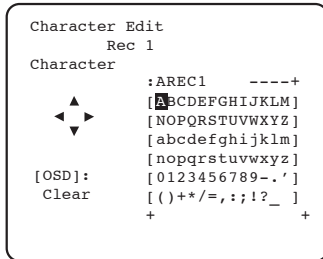 Character Edit
Rec 1
Character
:AREC1 ----+
[ABCDEFGHIJKLM]
[NOPQRSTUVWXYZ]
[abcdefghijklm]
[nopqrstuvwxyz]
[OSD]: [0123456789-.']
Clear [()+*/=,:;!?_ ]
+ +